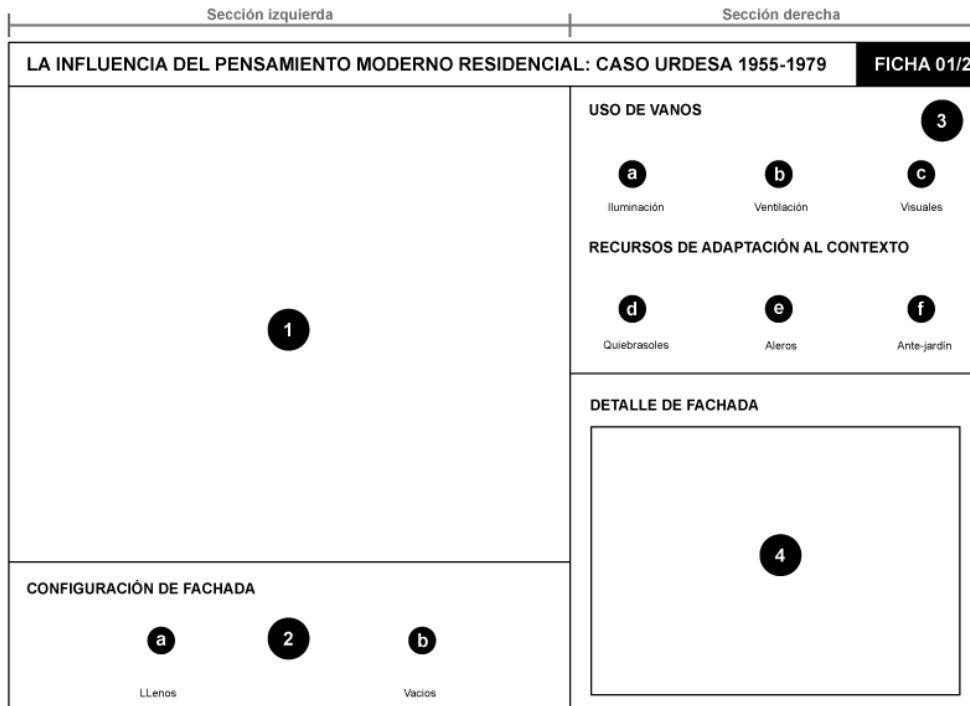 Sección izquierda
Sección derecha
LA INFLUENCIA DEL PENSAMIENTO MODERNO RESIDENCIAL: CASO URDESA 1955-1979
FICHA 01/2
USO DE VANOS
3
a
b
c
Iluminación
Ventilación
Visuales
RECURSOS DE ADAPTACIÓN AL CONTEXTO
d
e
f
Quiebrasoles
Aleros
Ante-jardín
1
DETALLE DE FACHADA
4
CONFIGURACIÓN DE FACHADA
a
2
b
LLenos
Vacios